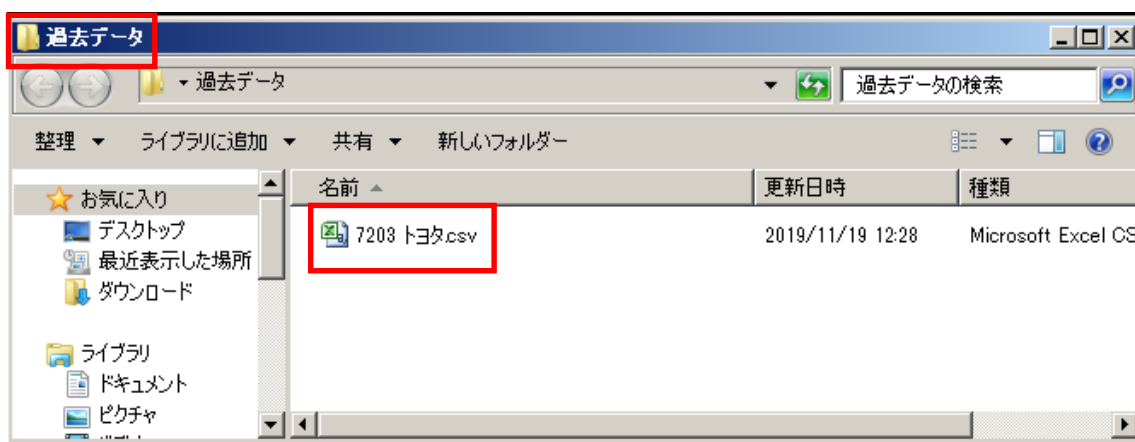 過去データ
過去データ
過去データの検索
整理 ライブラリに追加 共有 新しいフォルダー
名前 更新日時 種類
お気に入り
デスクトップ
最近表示した場所
ダウンロード
ライブラリ
ドキュメント
ピクチャ
7203 トヨタ.csv 2019/11/19 12:28 Microsoft Excel CS